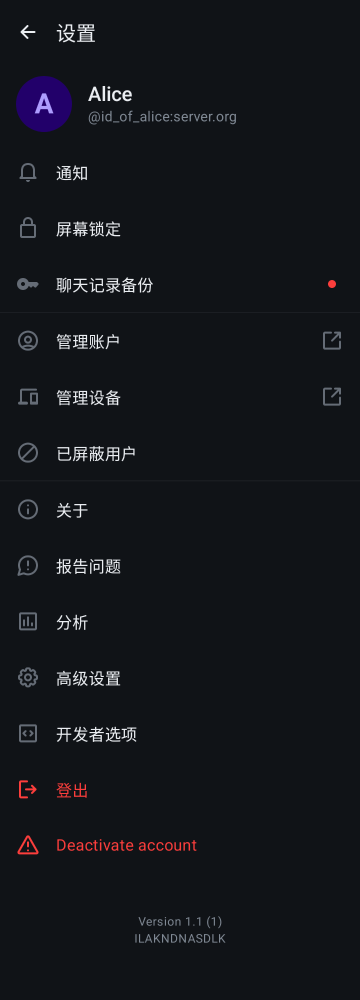 设置
A
Alice
@id_of_alice:server.org
通知
屏幕锁定
聊天记录备份
管理账户
管理设备
已屏蔽用户
关于
报告问题
分析
高级设置
开发者选项
登出
Deactivate account
Version 1.1 (1)
ILAKNDNASDLK